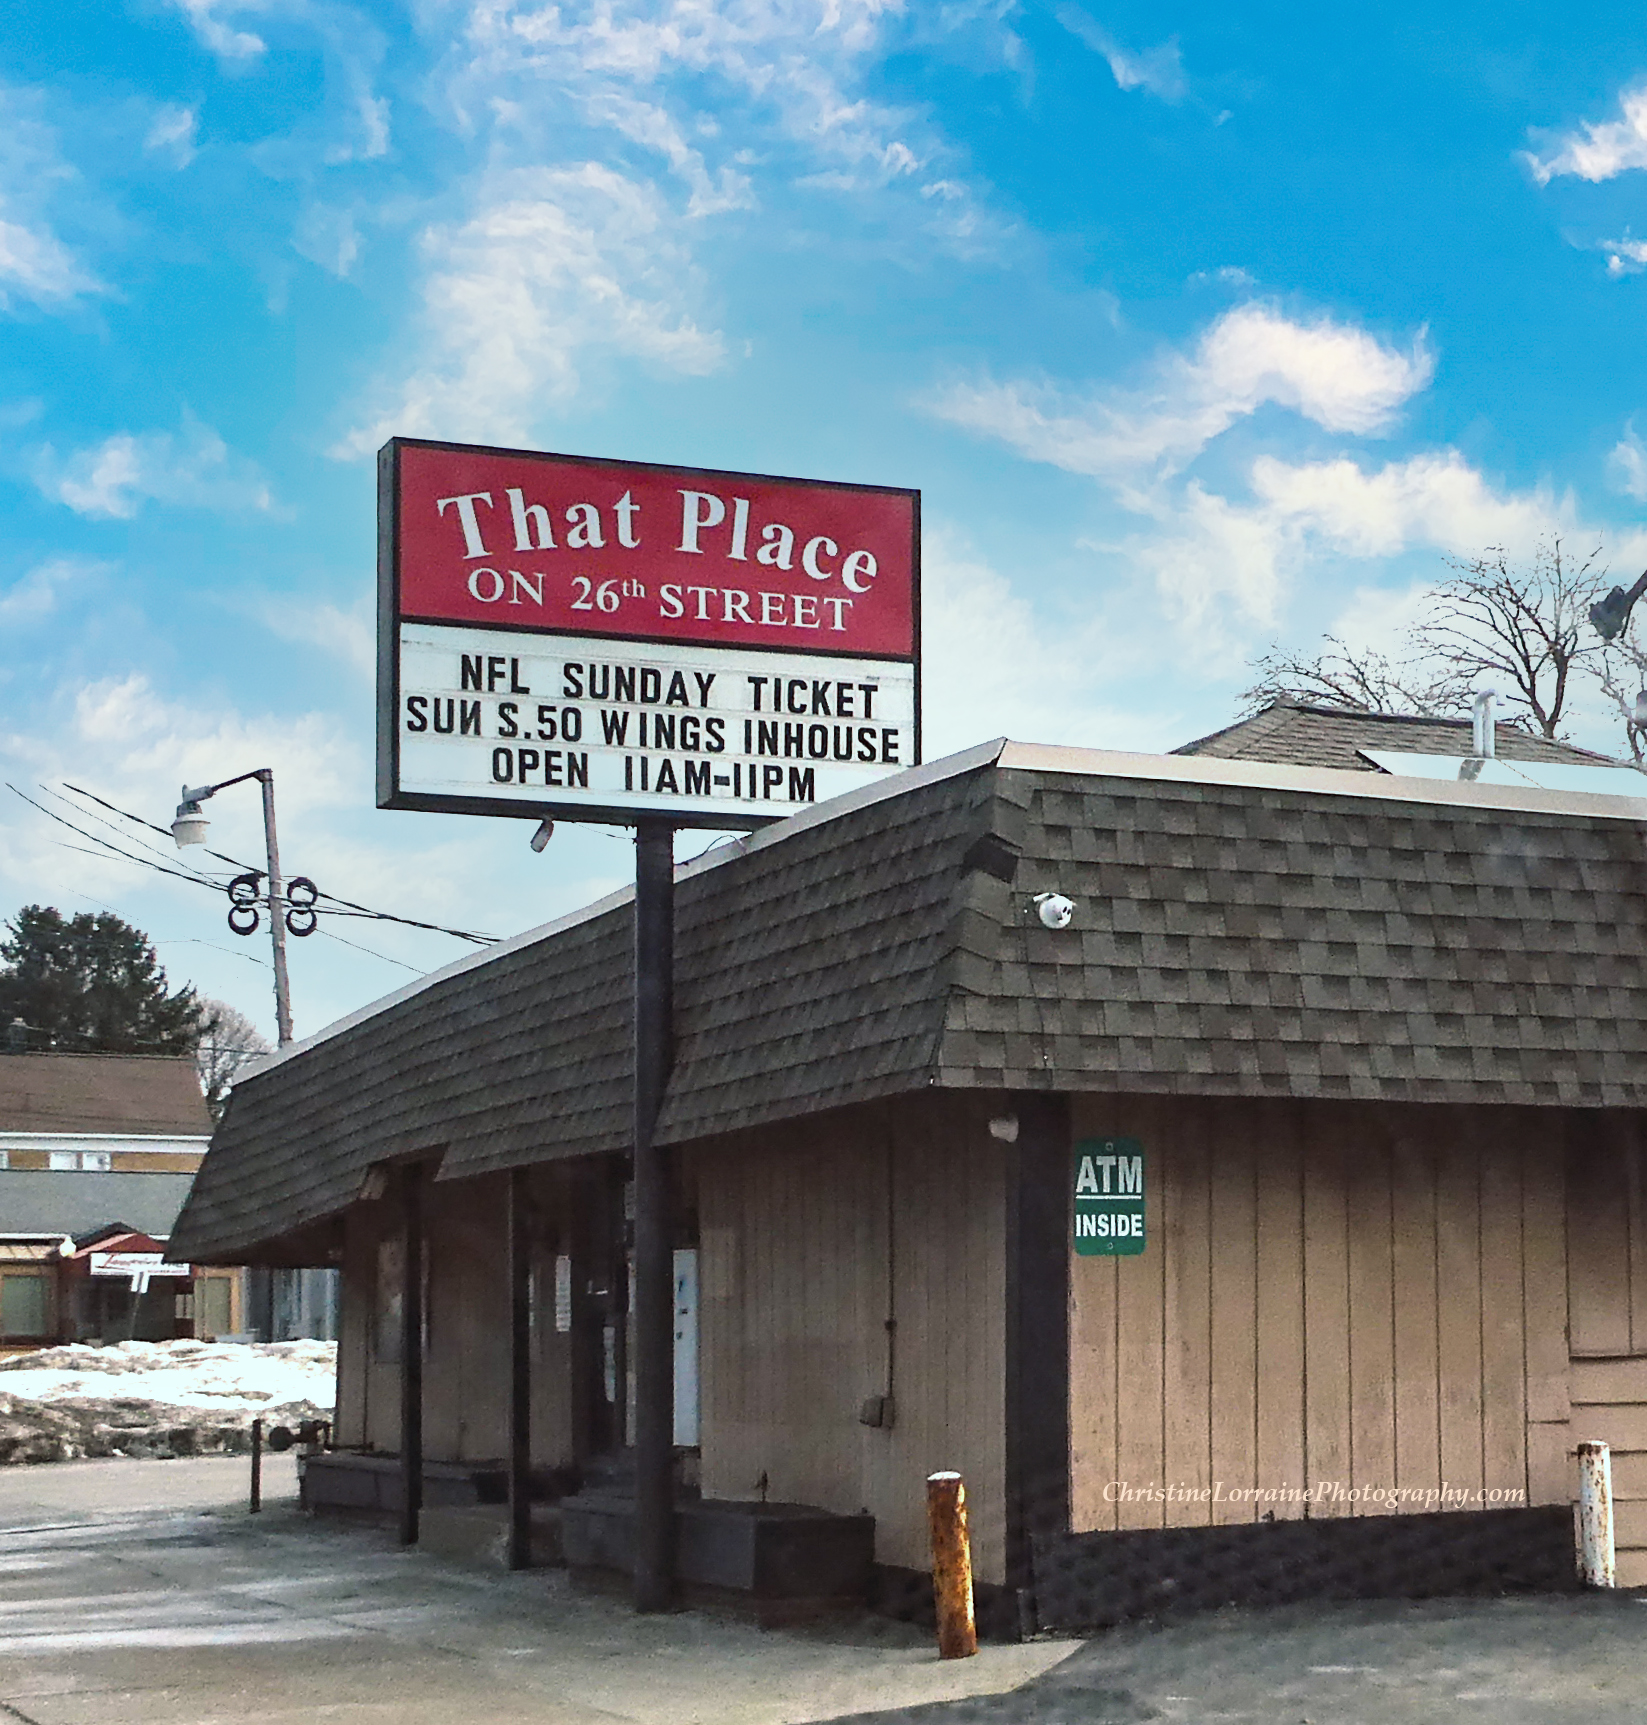 That Place
ON 26th STREET
NFL SUNDAY TICKET
SUN $.50 WINGS INHOUSE
OPEN 11AM-11PM
ATM
INSIDE
ChristineLorrainePhotography.com